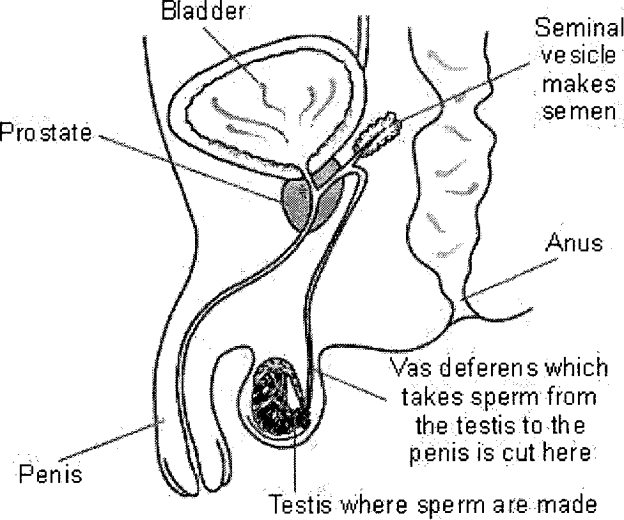 Bladder
Seminal
vesicle
makes
semen
Prostate
Anus
Vas deferens which
takes sperm from
the testis to the
penis is cut here
Penis
Testis where sperm are made